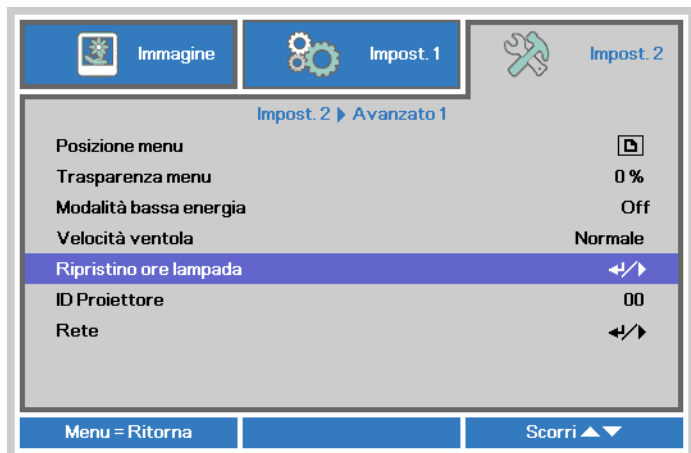 Immagine
Impost. 1
Impost. 2
Impost. 2 Avanzato 1
Posizione menu
Trasparenza menu 0 %
Modalità bassa energia Off
Velocità ventola Normale
Ripristino ore lampada
ID Proiettore 00
Rete
Menu = Ritorna
Scorri